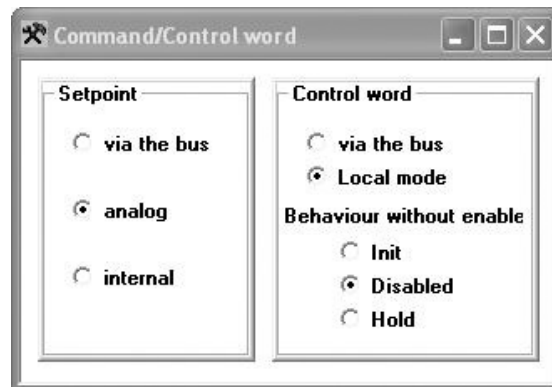 Command/Control word
Setpoint
via the bus
analog
internal
Control word
via the bus
Local mode
Behaviour without enable
Init
Disabled
Hold